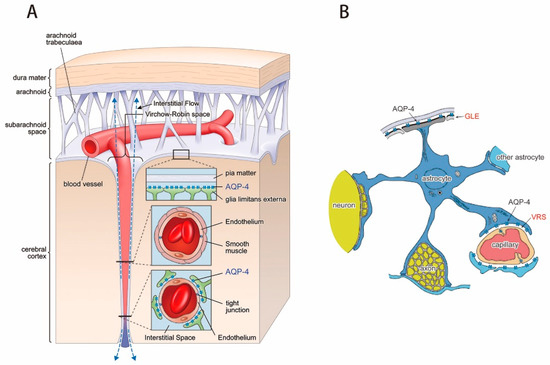 A
arachnoid
trabeculaea
dura mater
arachnoid
subarachnoid
space
Interstitial Flow
Virchow-Robin space
blood vessel
pia matter
AQP-4
glia limitans externa
cerebral
cortex
Endothelium
Smooth
muscle
AQP-4
tight
junction
Interstitial Space
Endothelium
B
AQP-4
GLE
other astrocyte
astrocyte
neuron
AQP-4
VRS
capillary
axon